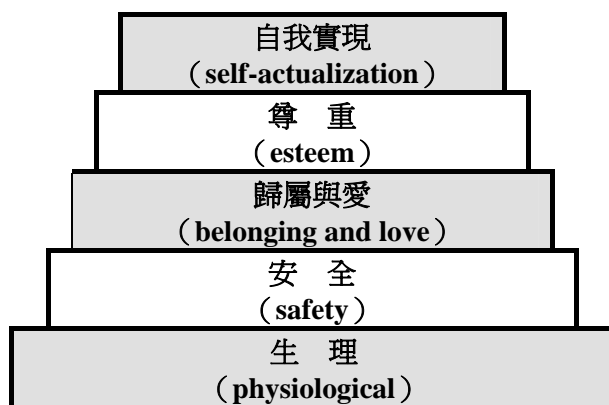 自我實現
（self-actualization）
尊　重
（esteem）
歸屬與愛
（belonging and love）
安　全
（safety）
生　理
（physiological）